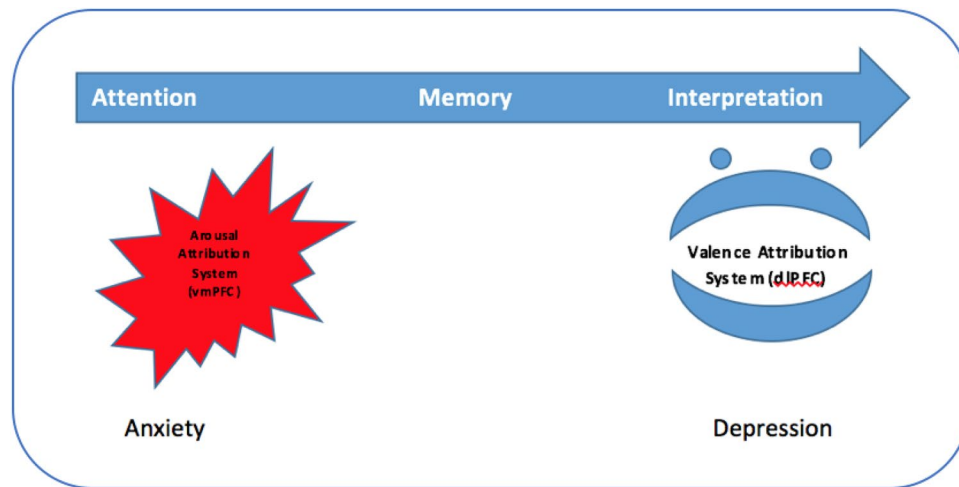 Attention Memory Interpretation
Arousal
Attribution
System
(vmPFC)
Valence Attribution
System (dlPFC)
Anxiety
Depression